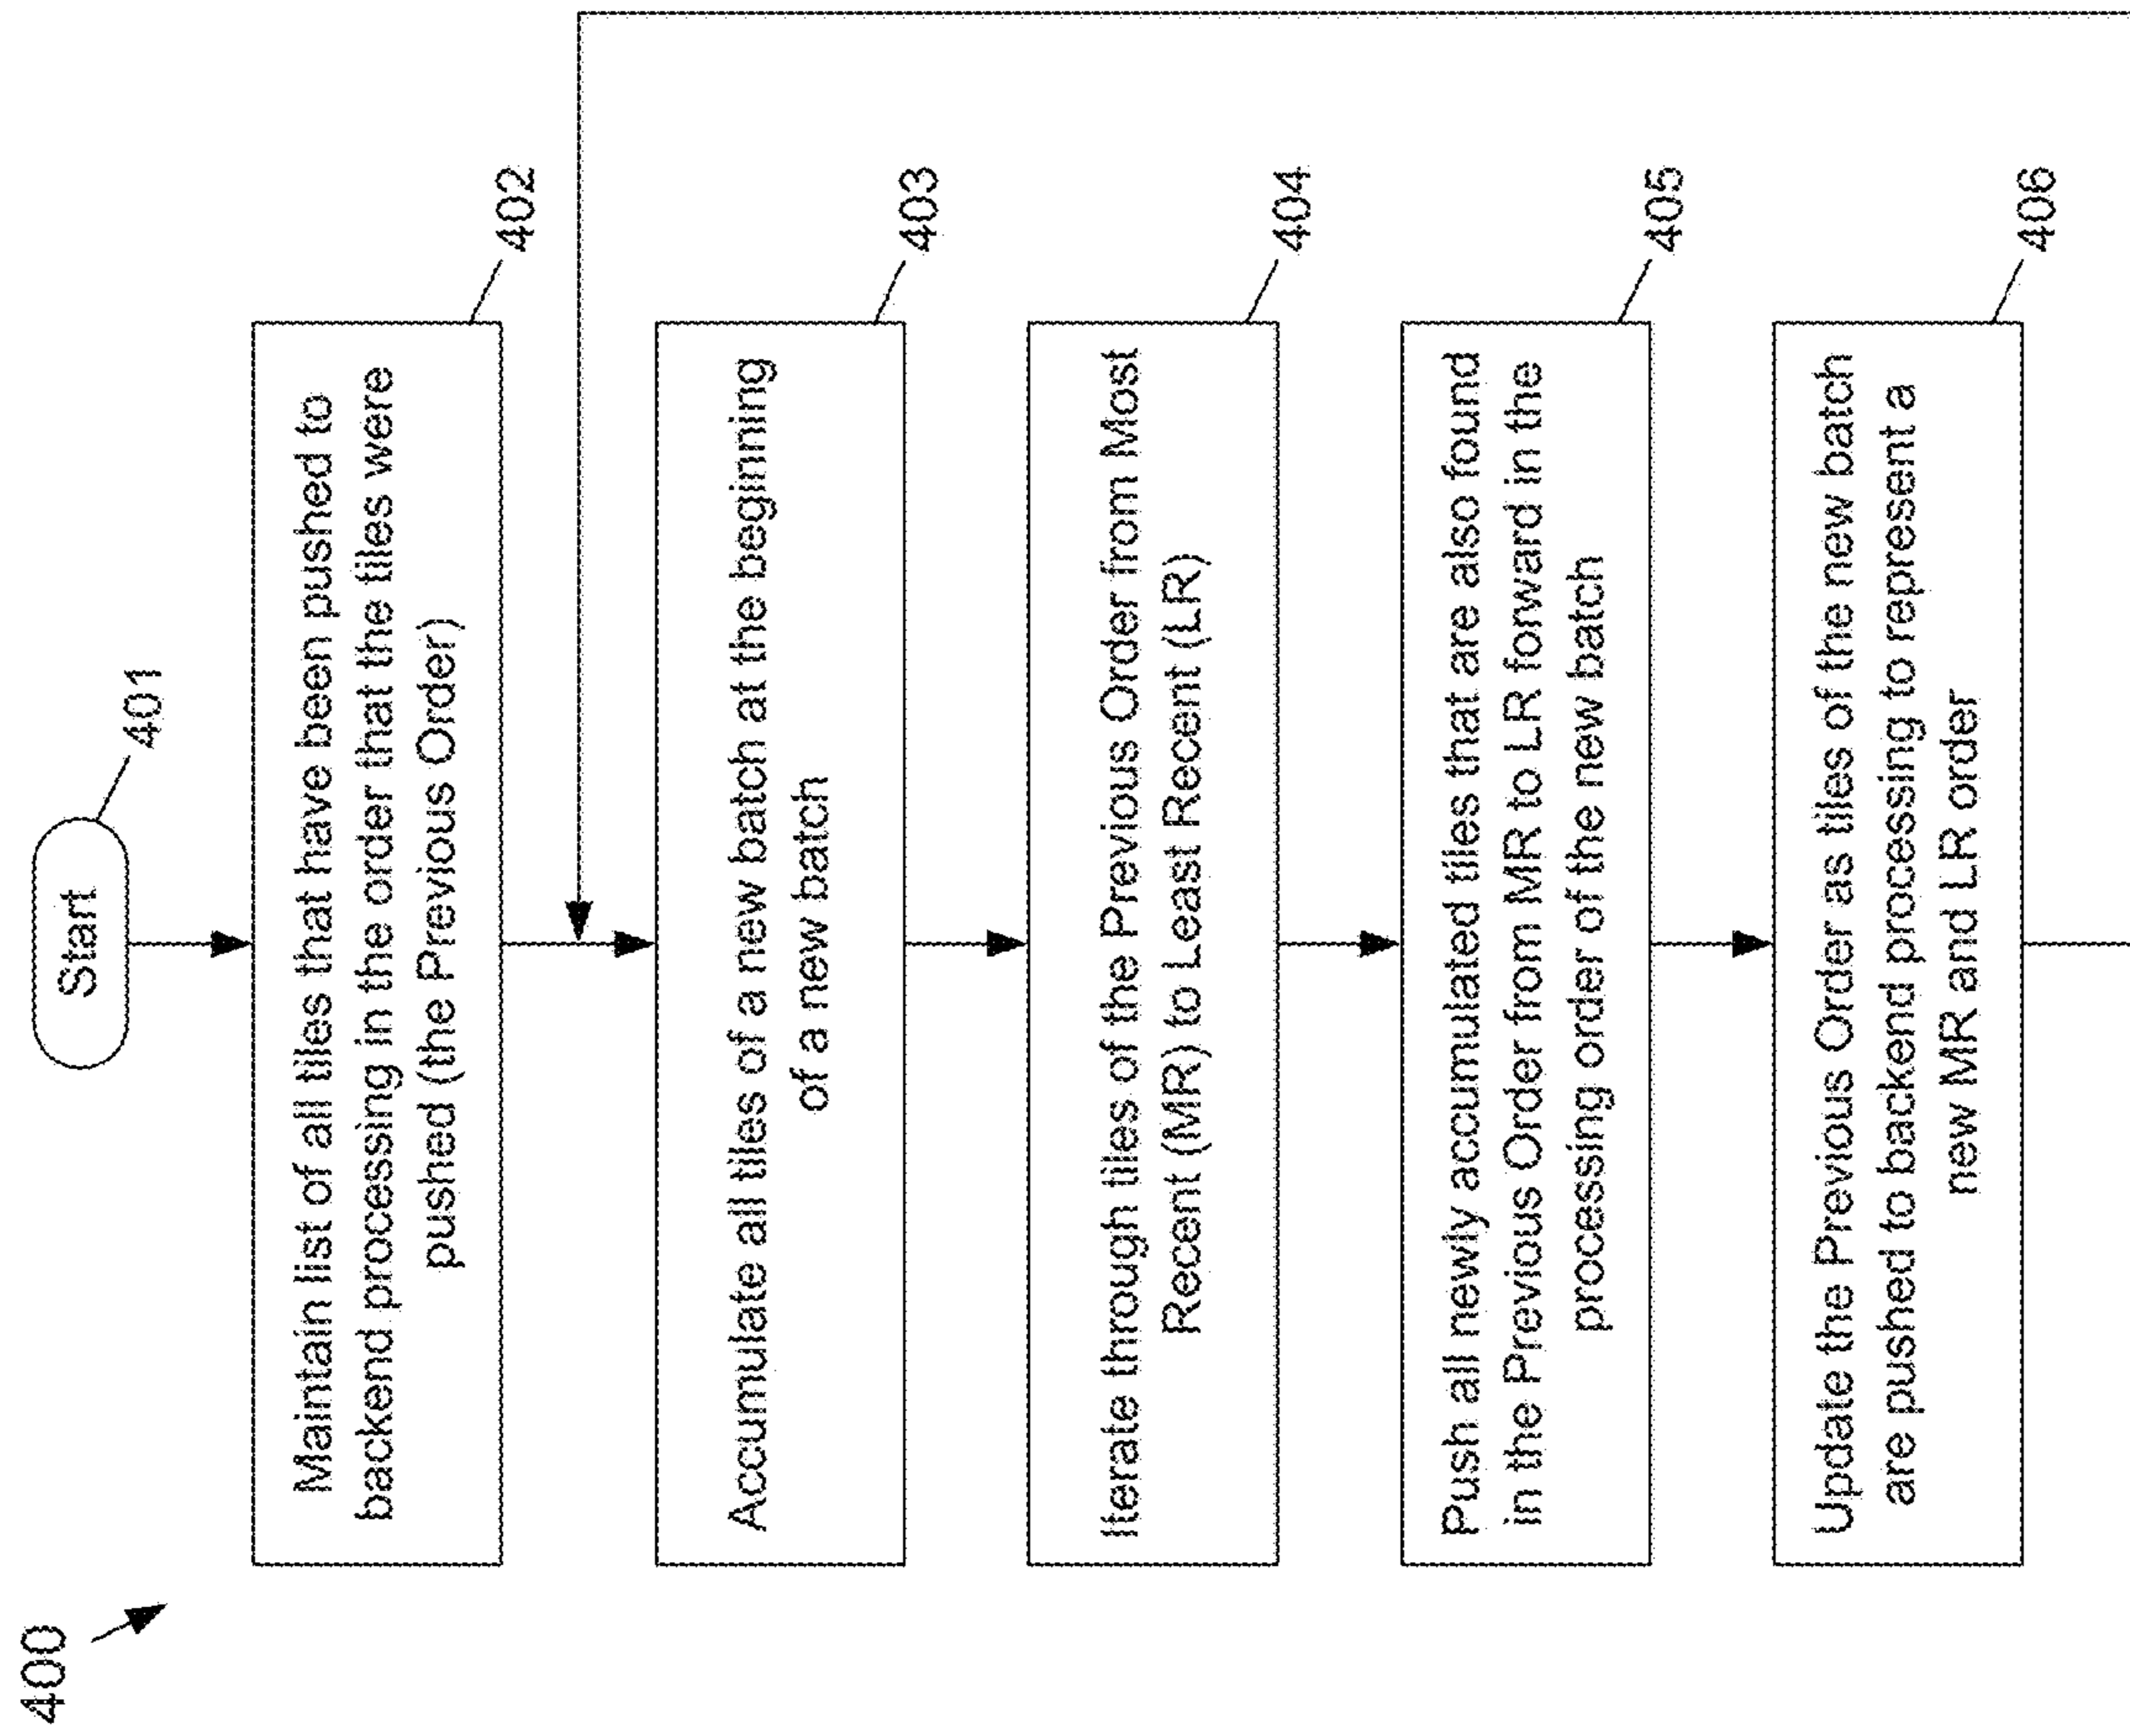 400
Start
401
Maintain list of all tiles that have been pushed to
backend processing in the order that the tiles were
pushed (the Previous Order)
402
Accumulate all tiles of a new batch at the beginning
of a new batch
403
Iterate through tiles of the Previous Order from Most
Recent (MR) to Least Recent (LR)
404
Push all newly accumulated tiles that are also found
in the Previous Order from MR to LR forward in the
processing order of the new batch
405
Update the Previous Order as tiles of the new batch
are pushed to backend processing to represent a
new MR and LR order
406